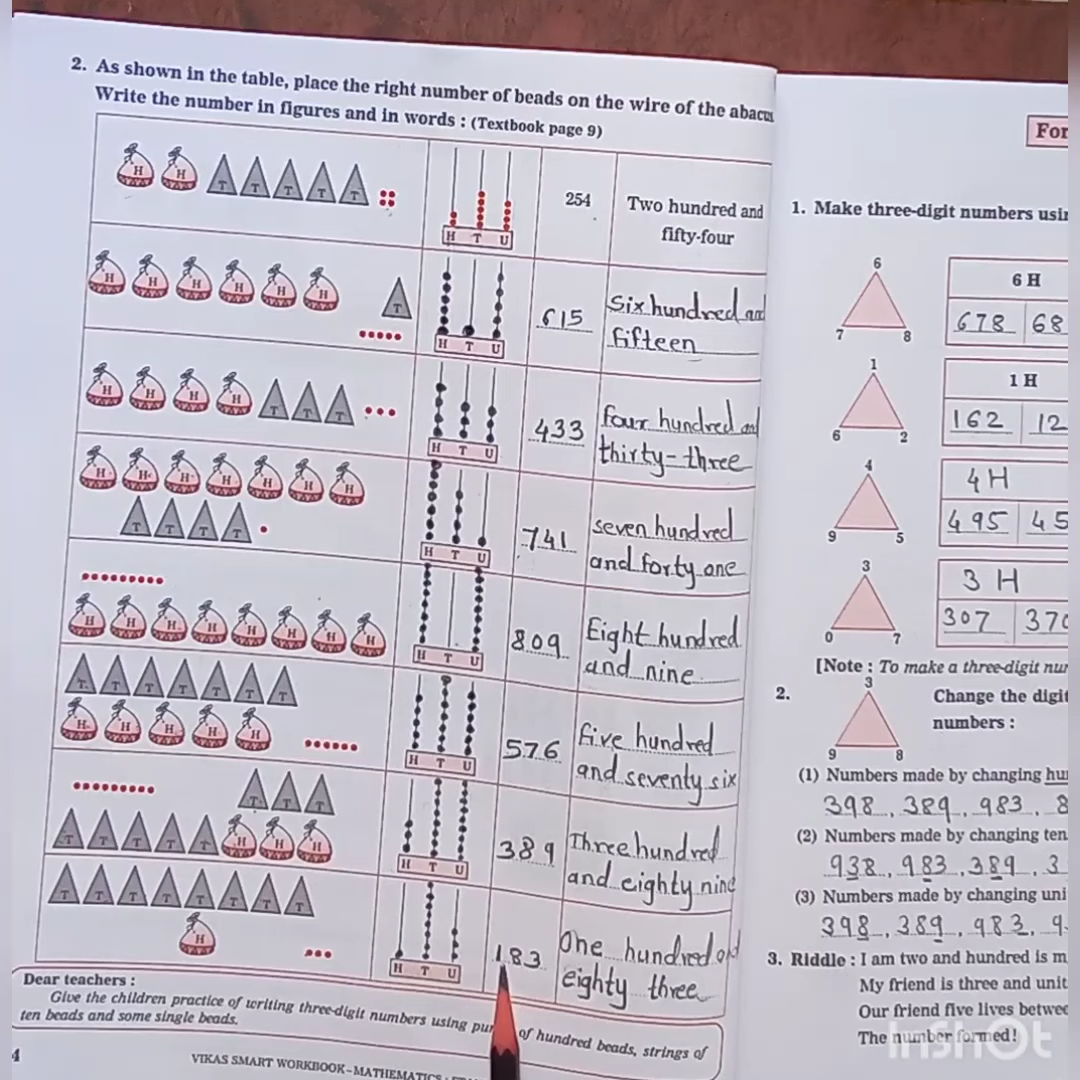 2. As shown in the table, place the right number of beads on the wire of the abacus
Write the number in figures and in words : (Textbook page 9)
H H T T T T T
H T U
254
Two hundred and
fifty-four
H H H H H H T
H T U
615
Six hundred and
fifteen
H H H H T T T
H T U
433
four hundred and
thirty-three
H H H H H H H
T T T T
H T U
741
seven hundred
and forty one
H H H H H H H H
H T U
809
Eight hundred
and nine
T T T T T T T
H H H H H
H T U
576
five hundred
and seventy six
T T T
T T T T T H H H
H T U
389
Three hundred
and eighty nine
T T T T T T T T
H
H T U
183
One hundred and
eighty three
Dear teachers :
Give the children practice of writing three-digit numbers using pur of hundred beads, strings of
ten beads and some single beads.
4
VIKAS SMART WORKBOOK–MATHEMATICS
For
1. Make three-digit numbers usin
6
7 8
6 H
678 68
1
6 2
1 H
162 12
4
9 5
4 H
495 45
3
0 7
3 H
307 370
[Note : To make a three-digit nu
2.
3
9 8
Change the digit
numbers :
(1) Numbers made by changing hu
398, 389, 983, 8
(2) Numbers made by changing ten
938, 983, 389, 3
(3) Numbers made by changing uni
398, 389, 983, 9
3. Riddle : I am two and hundred is m
My friend is three and unit
Our friend five lives betwee
The number formed!
InShOt